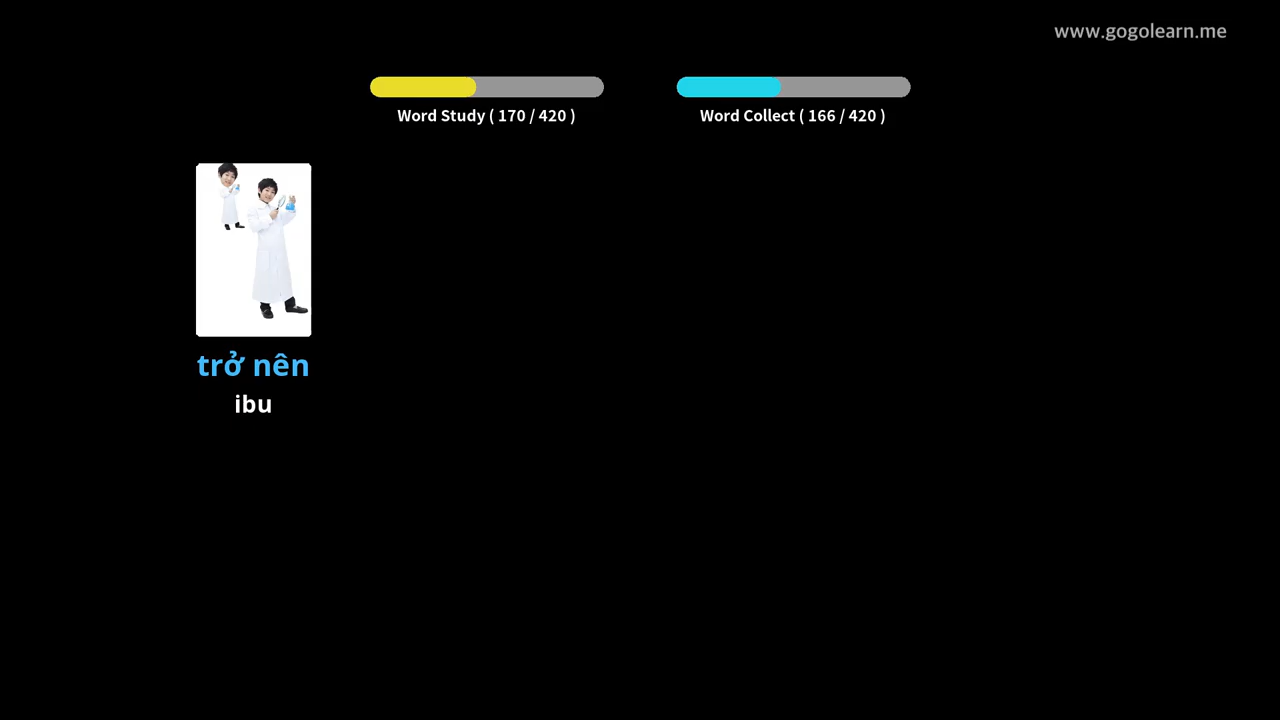 www.gogolearn.me
Word Study ( 170 / 420 )
Word Collect ( 166 / 420 )
trở nên
ibu